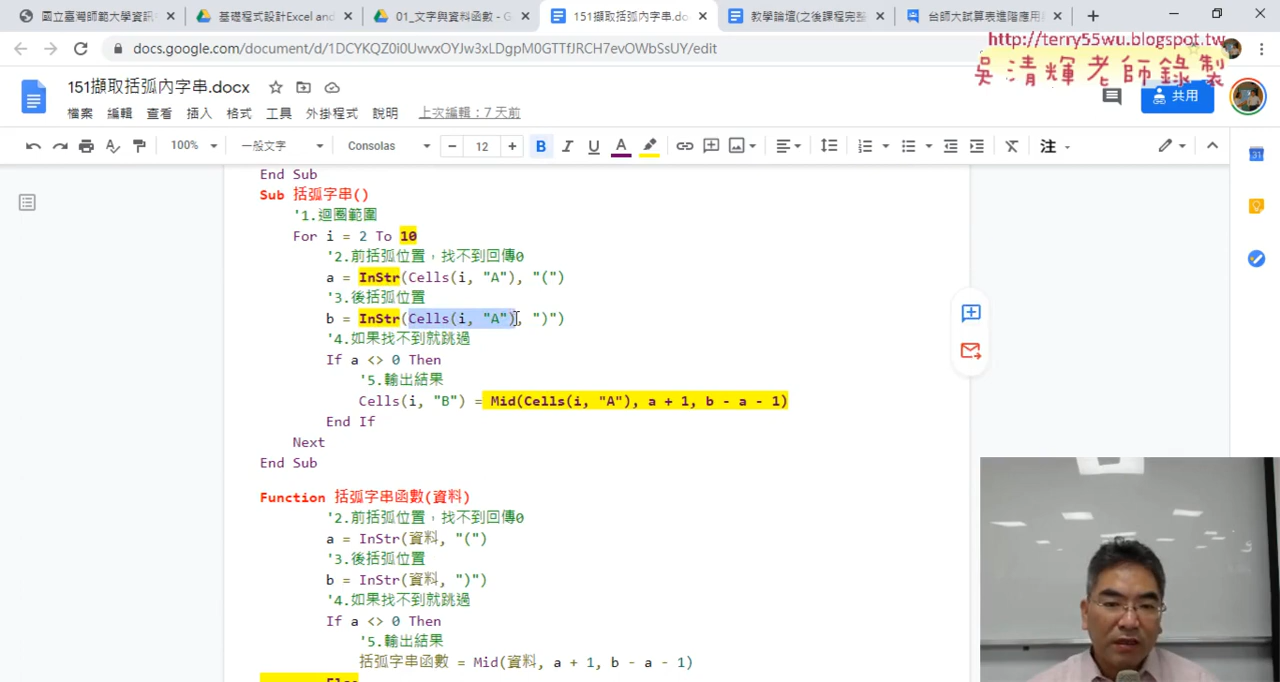 國立臺灣師範大學資訊
基礎程式設計Excel and
01_文字與資料函數 - G
151擷取括弧內字串.do
教學論壇(之後課程完整
台師大試算表進階應用
docs.google.com/document/d/1DCYKQZ0i0UwvxOYJw3xLDgpM0GTTfJRCH7evOWbSsUY/edit
http://terry55wu.blogspot.tw
吳清輝老師錄製
151擷取括弧內字串.docx
檔案 編輯 查看 插入 格式 工具 外掛程式 說明 上次編輯：7 天前
共用
100% 一般文字 Consolas 12 B I U A 注
End Sub
Sub 括弧字串()
'1.迴圈範圍
For i = 2 To 10
'2.前括弧位置，找不到回傳0
a = InStr(Cells(i, "A"), "(")
'3.後括弧位置
b = InStr(Cells(i, "A"), ")")
'4.如果找不到就跳過
If a <> 0 Then
'5.輸出結果
Cells(i, "B") = Mid(Cells(i, "A"), a + 1, b - a - 1)
End If
Next
End Sub
Function 括弧字串函數(資料)
'2.前括弧位置，找不到回傳0
a = InStr(資料, "(")
'3.後括弧位置
b = InStr(資料, ")")
'4.如果找不到就跳過
If a <> 0 Then
'5.輸出結果
括弧字串函數 = Mid(資料, a + 1, b - a - 1)
Else
31